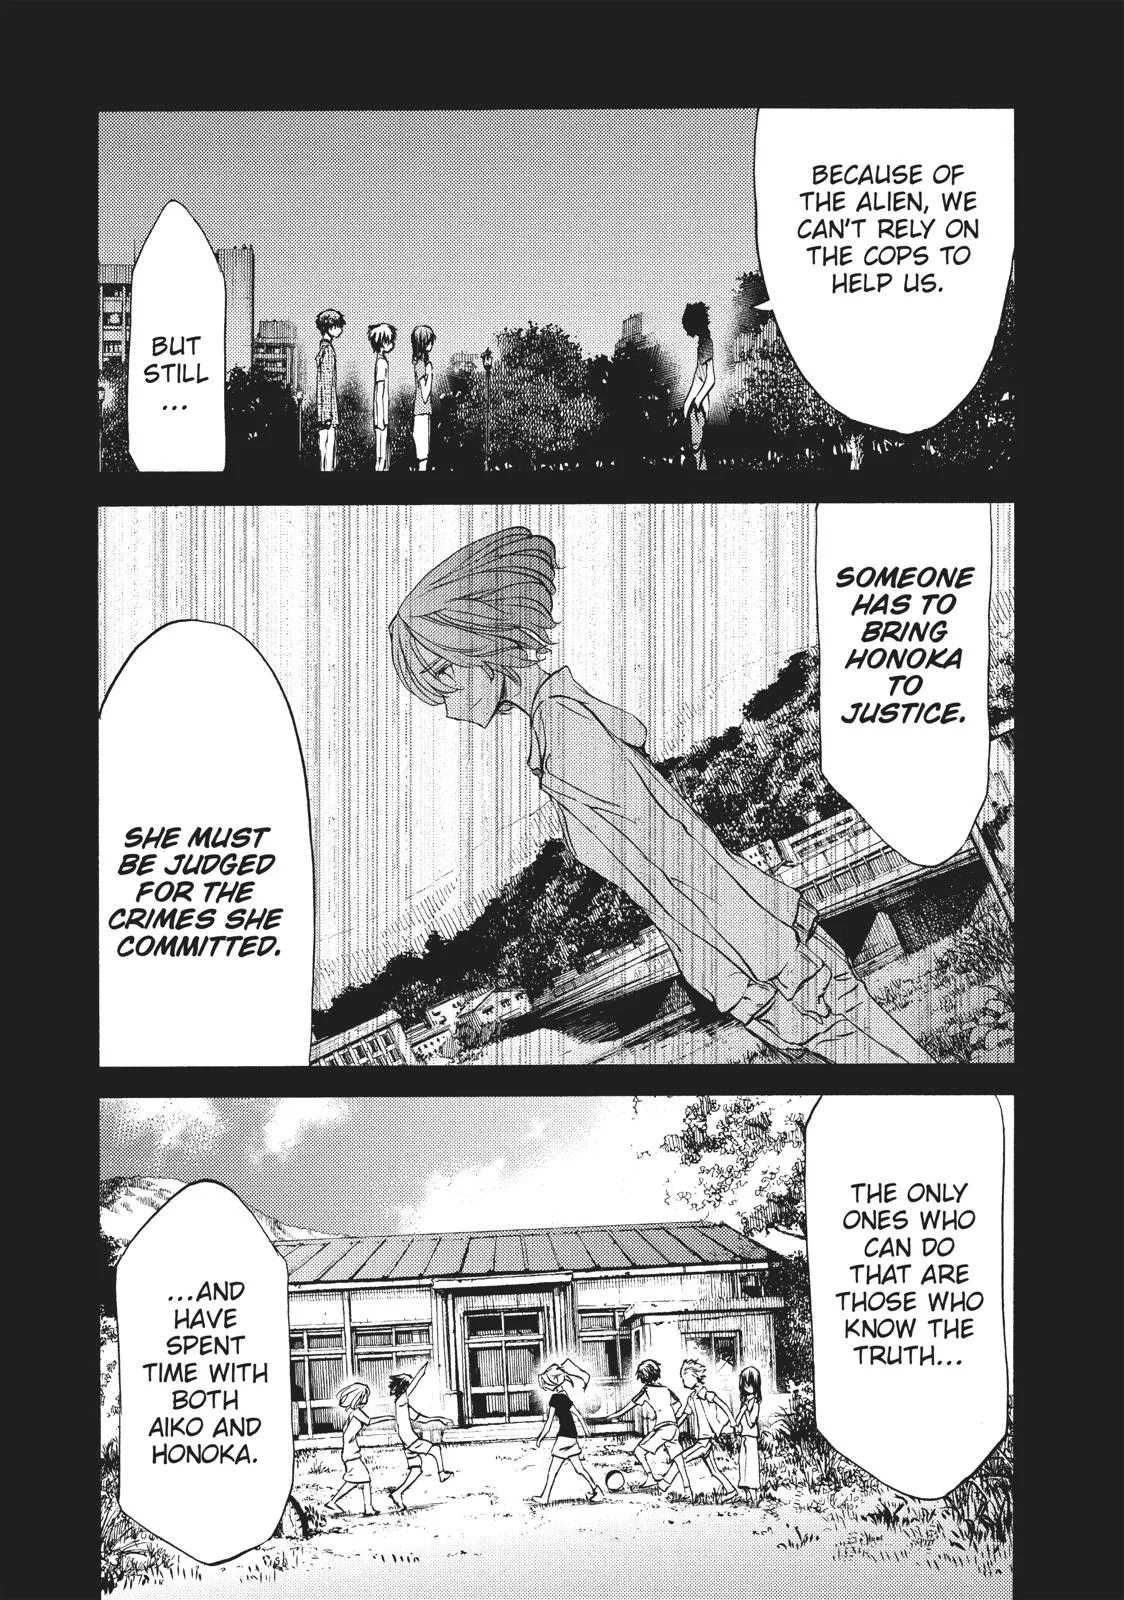 BECAUSE OF
THE ALIEN, WE
CAN'T RELY ON
THE COPS TO
HELP US.
BUT
STILL
...
SOMEONE
HAS TO
BRING
HONOKA
TO
JUSTICE.
SHE MUST
BE JUDGED
FOR THE
CRIMES SHE
COMMITTED.
THE ONLY
ONES WHO
CAN DO
THAT ARE
THOSE WHO
KNOW THE
TRUTH...
...AND
HAVE
SPENT
TIME WITH
BOTH
AIKO AND
HONOKA.